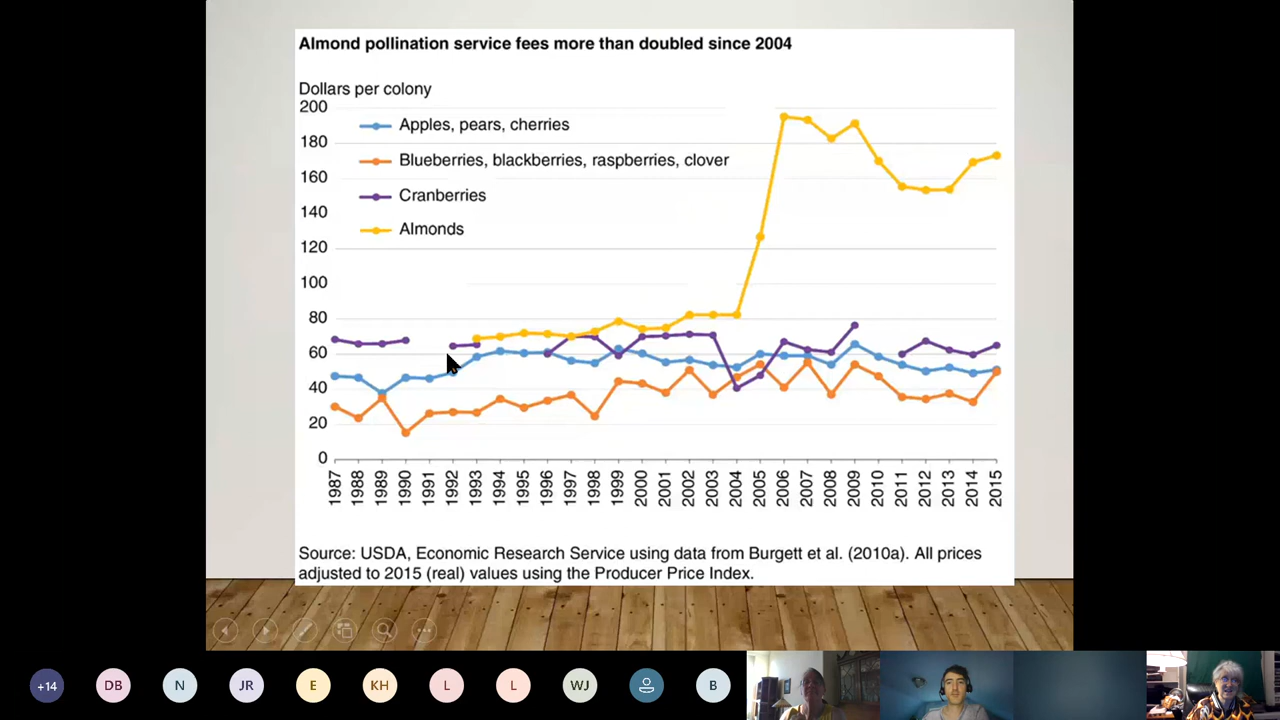 Almond pollination service fees more than doubled since 2004
Dollars per colony
200
180
160
140
120
100
80
60
40
20
0
Apples, pears, cherries
Blueberries, blackberries, raspberries, clover
Cranberries
Almonds
1987 1988 1989 1990 1991 1992 1993 1994 1995 1996 1997 1998 1999 2000 2001 2002 2003 2004 2005 2006 2007 2008 2009 2010 2011 2012 2013 2014 2015
Source: USDA, Economic Research Service using data from Burgett et al. (2010a). All prices
adjusted to 2015 (real) values using the Producer Price Index.
+14 DB N JR E KH L L WJ B